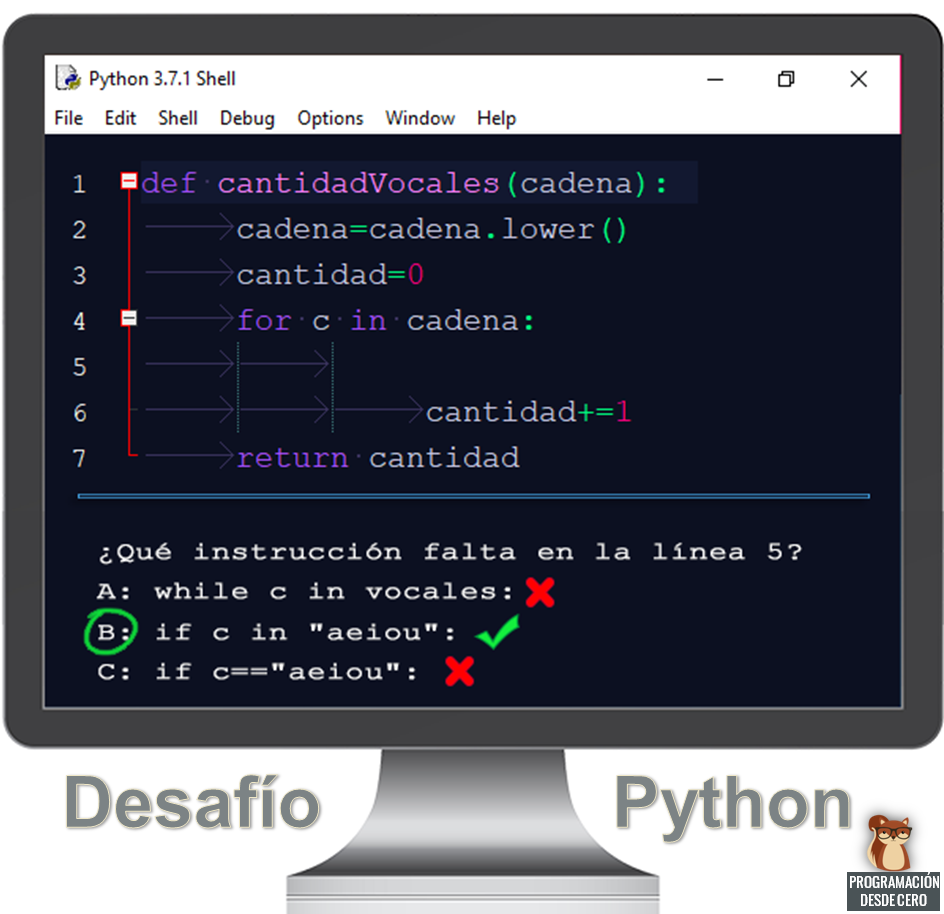 Python 3.7.1 Shell
File Edit Shell Debug Options Window Help
1 def cantidadVocales(cadena):
2 cadena=cadena.lower()
3 cantidad=0
4 for c in cadena:
5
6 cantidad+=1
7 return cantidad
¿Qué instrucción falta en la línea 5?
A: while c in vocales:
B: if c in "aeiou":
C: if c=="aeiou":
Desafío Python
PROGRAMACIÓN
DESDE CERO